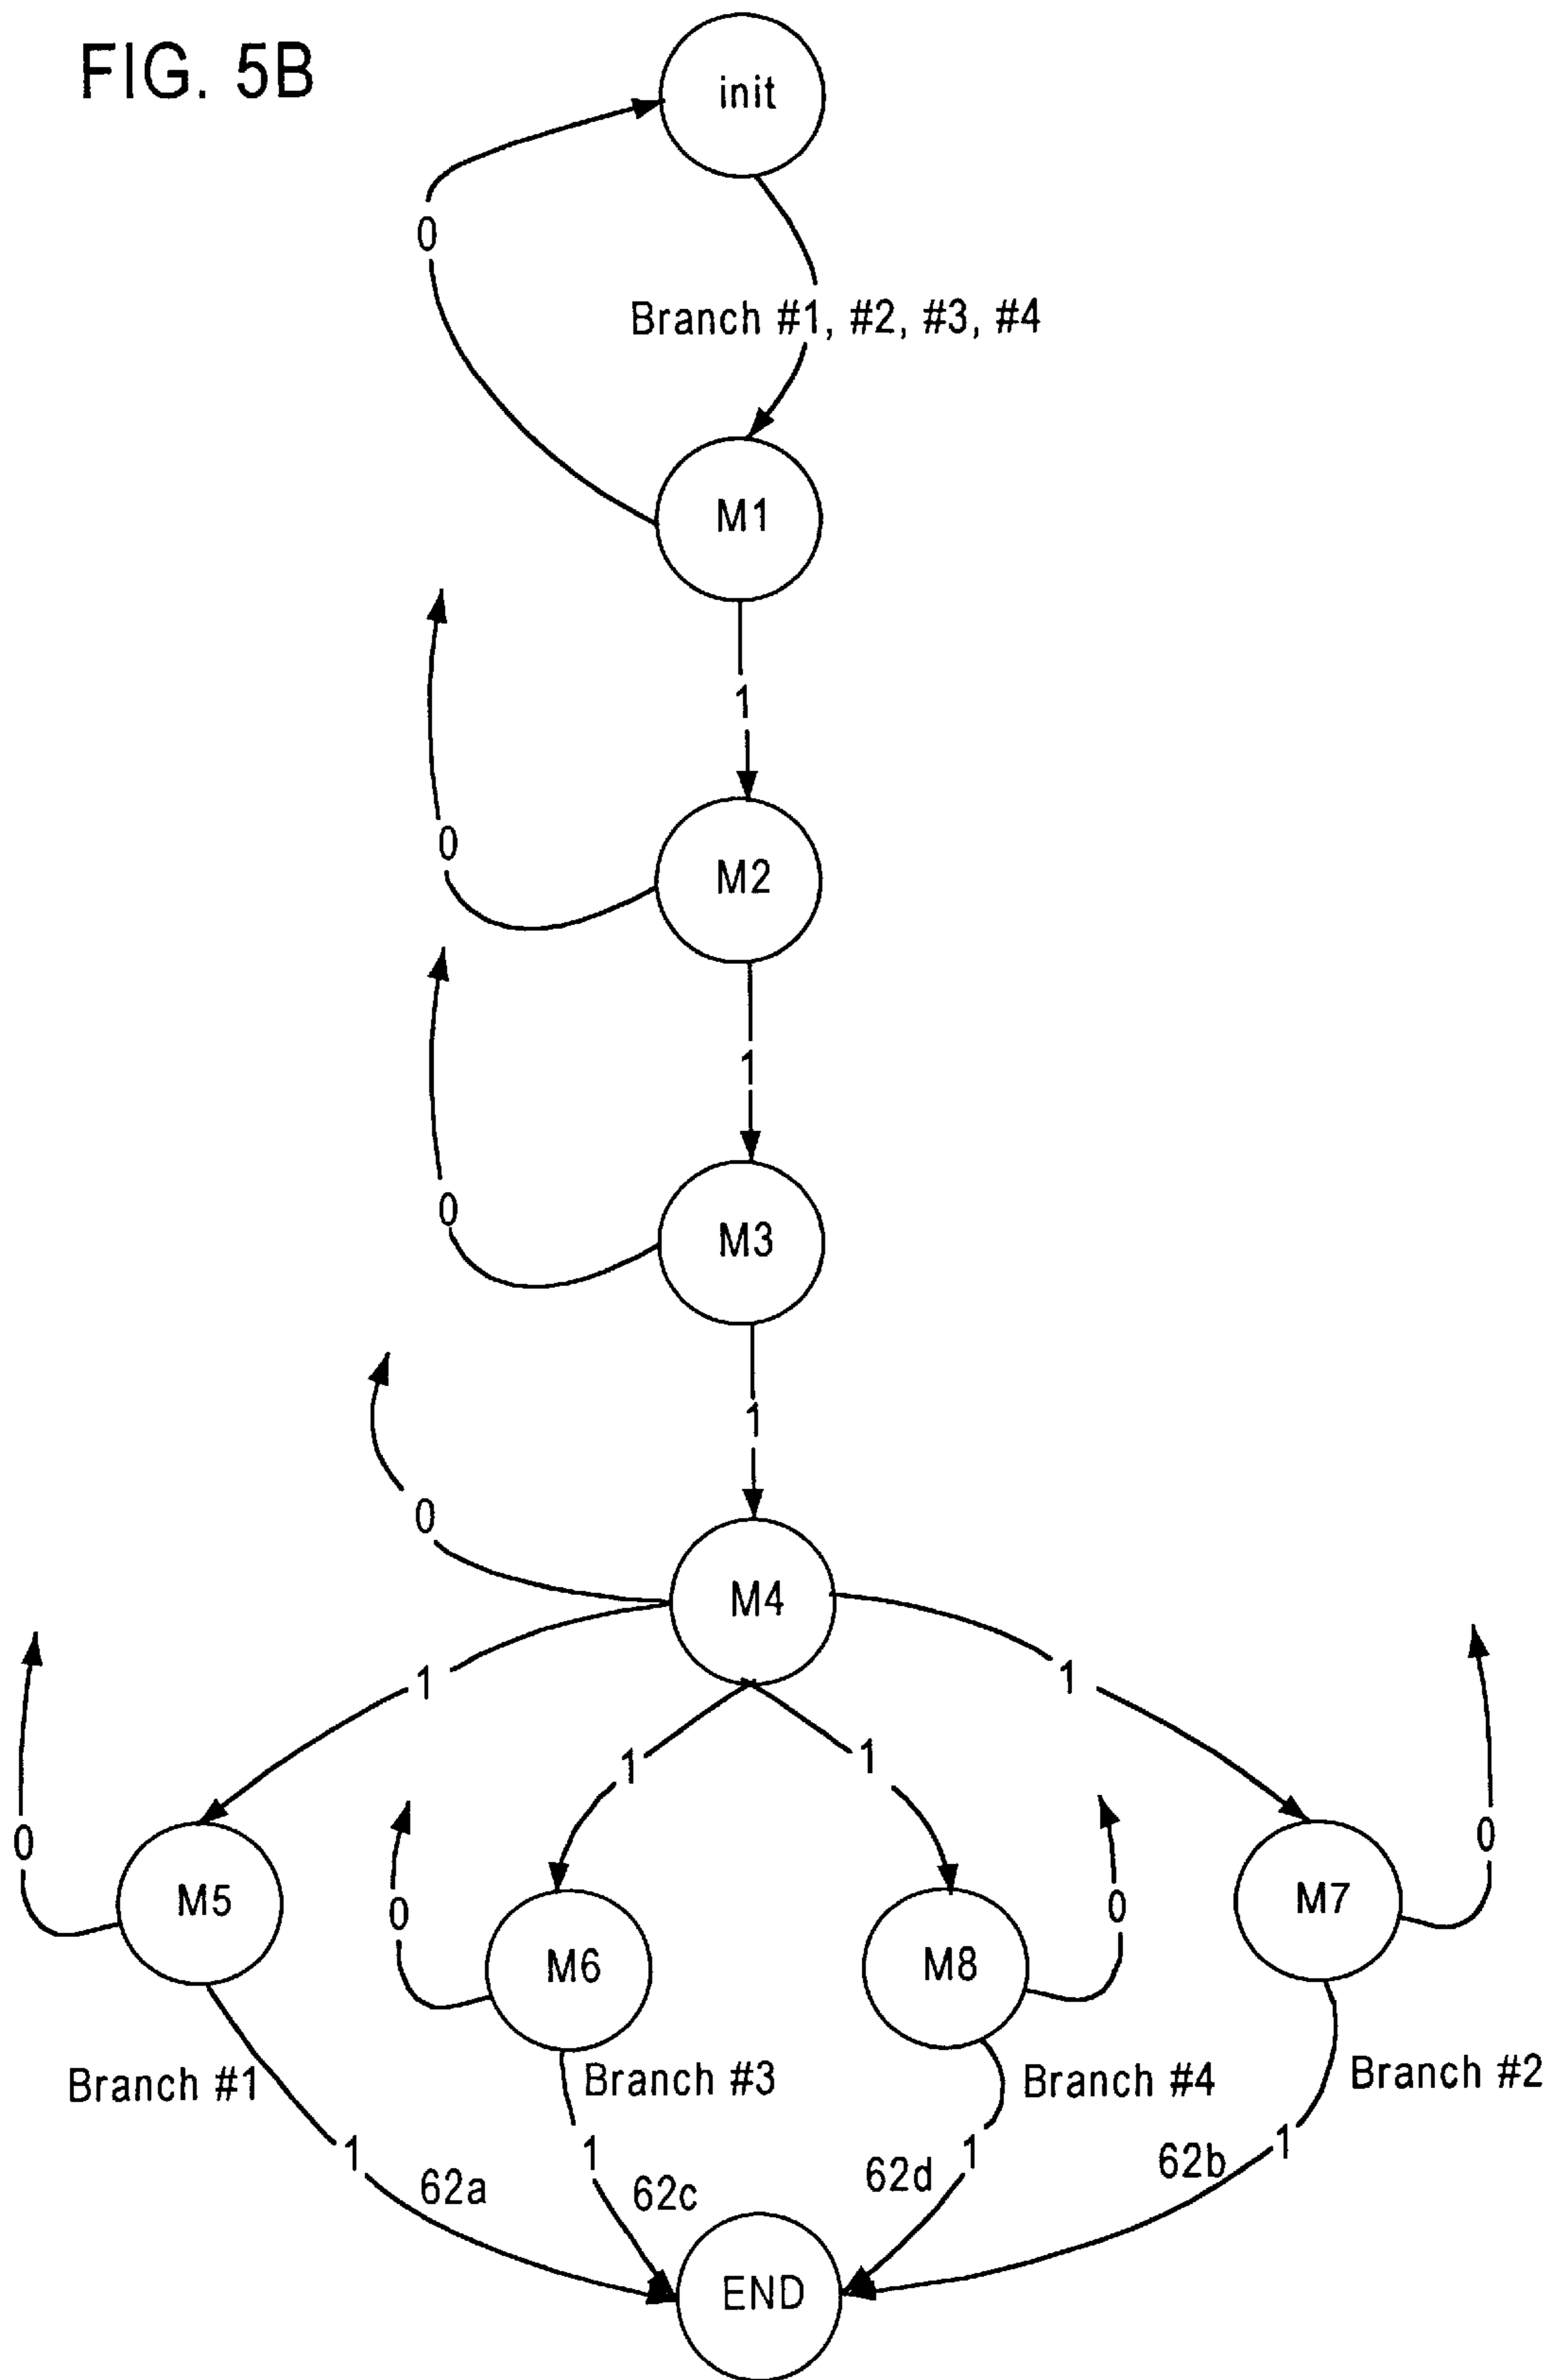 FIG. 5B
init
0
Branch #1, #2, #3, #4
M1
1
0
M2
1
0
M3
1
0
M4
1
1
1
1
0
0
0
0
M5
M6
M8
M7
Branch #1
Branch #3
Branch #4
Branch #2
1
1
1
1
62a
62c
62d
62b
END